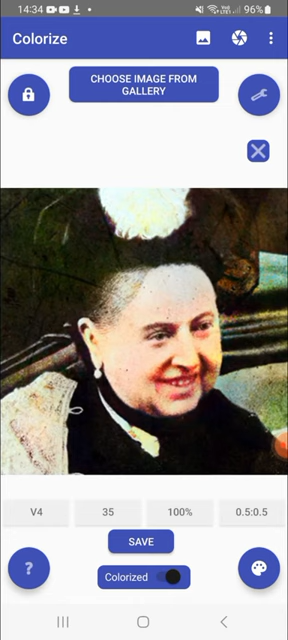 14:34
96%
Colorize
CHOOSE IMAGE FROM
GALLERY
V4
35
100%
0.5:0.5
SAVE
?
Colorized